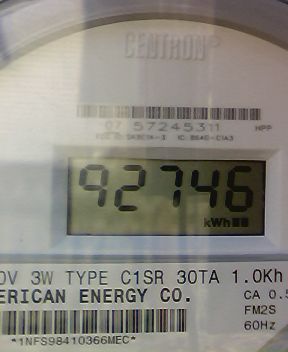 CENTRON
07 57245311 HPP
92746
kWh
0V 3W TYPE C1SR 30TA 1.0Kh
ERICAN ENERGY CO.
CA 0.5
FM2S
60Hz
*1NFS98410366MEC*